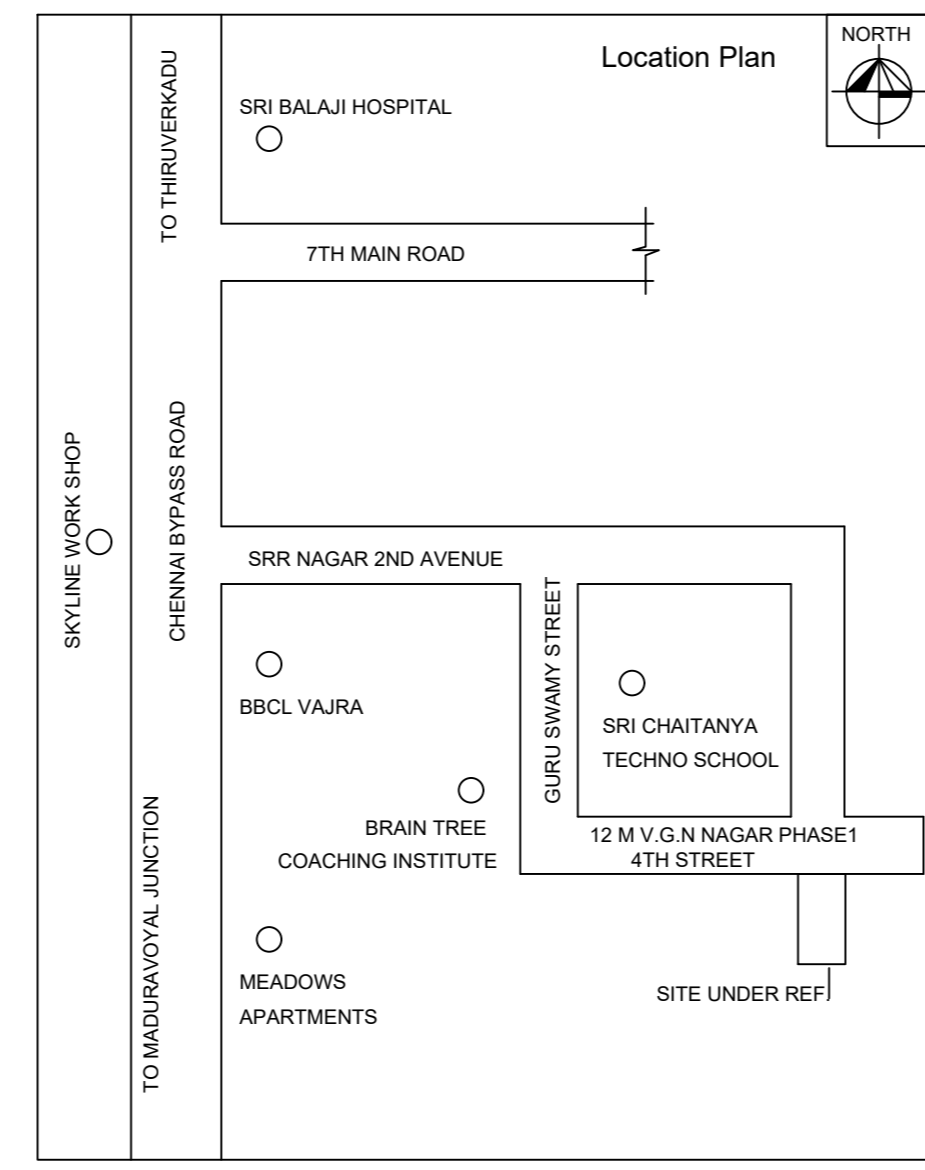 Location Plan
NORTH
TO THIRUVERKADU
SRI BALAJI HOSPITAL
7TH MAIN ROAD
SKYLINE WORK SHOP
CHENNAI BYPASS ROAD
SRR NAGAR 2ND AVENUE
GURU SWAMY STREET
BBCL VAJRA
SRI CHAITANYA
TECHNO SCHOOL
BRAIN TREE
COACHING INSTITUTE
12 M V.G.N NAGAR PHASE1
4TH STREET
TO MADURAVOYAL JUNCTION
MEADOWS
APARTMENTS
SITE UNDER REF.